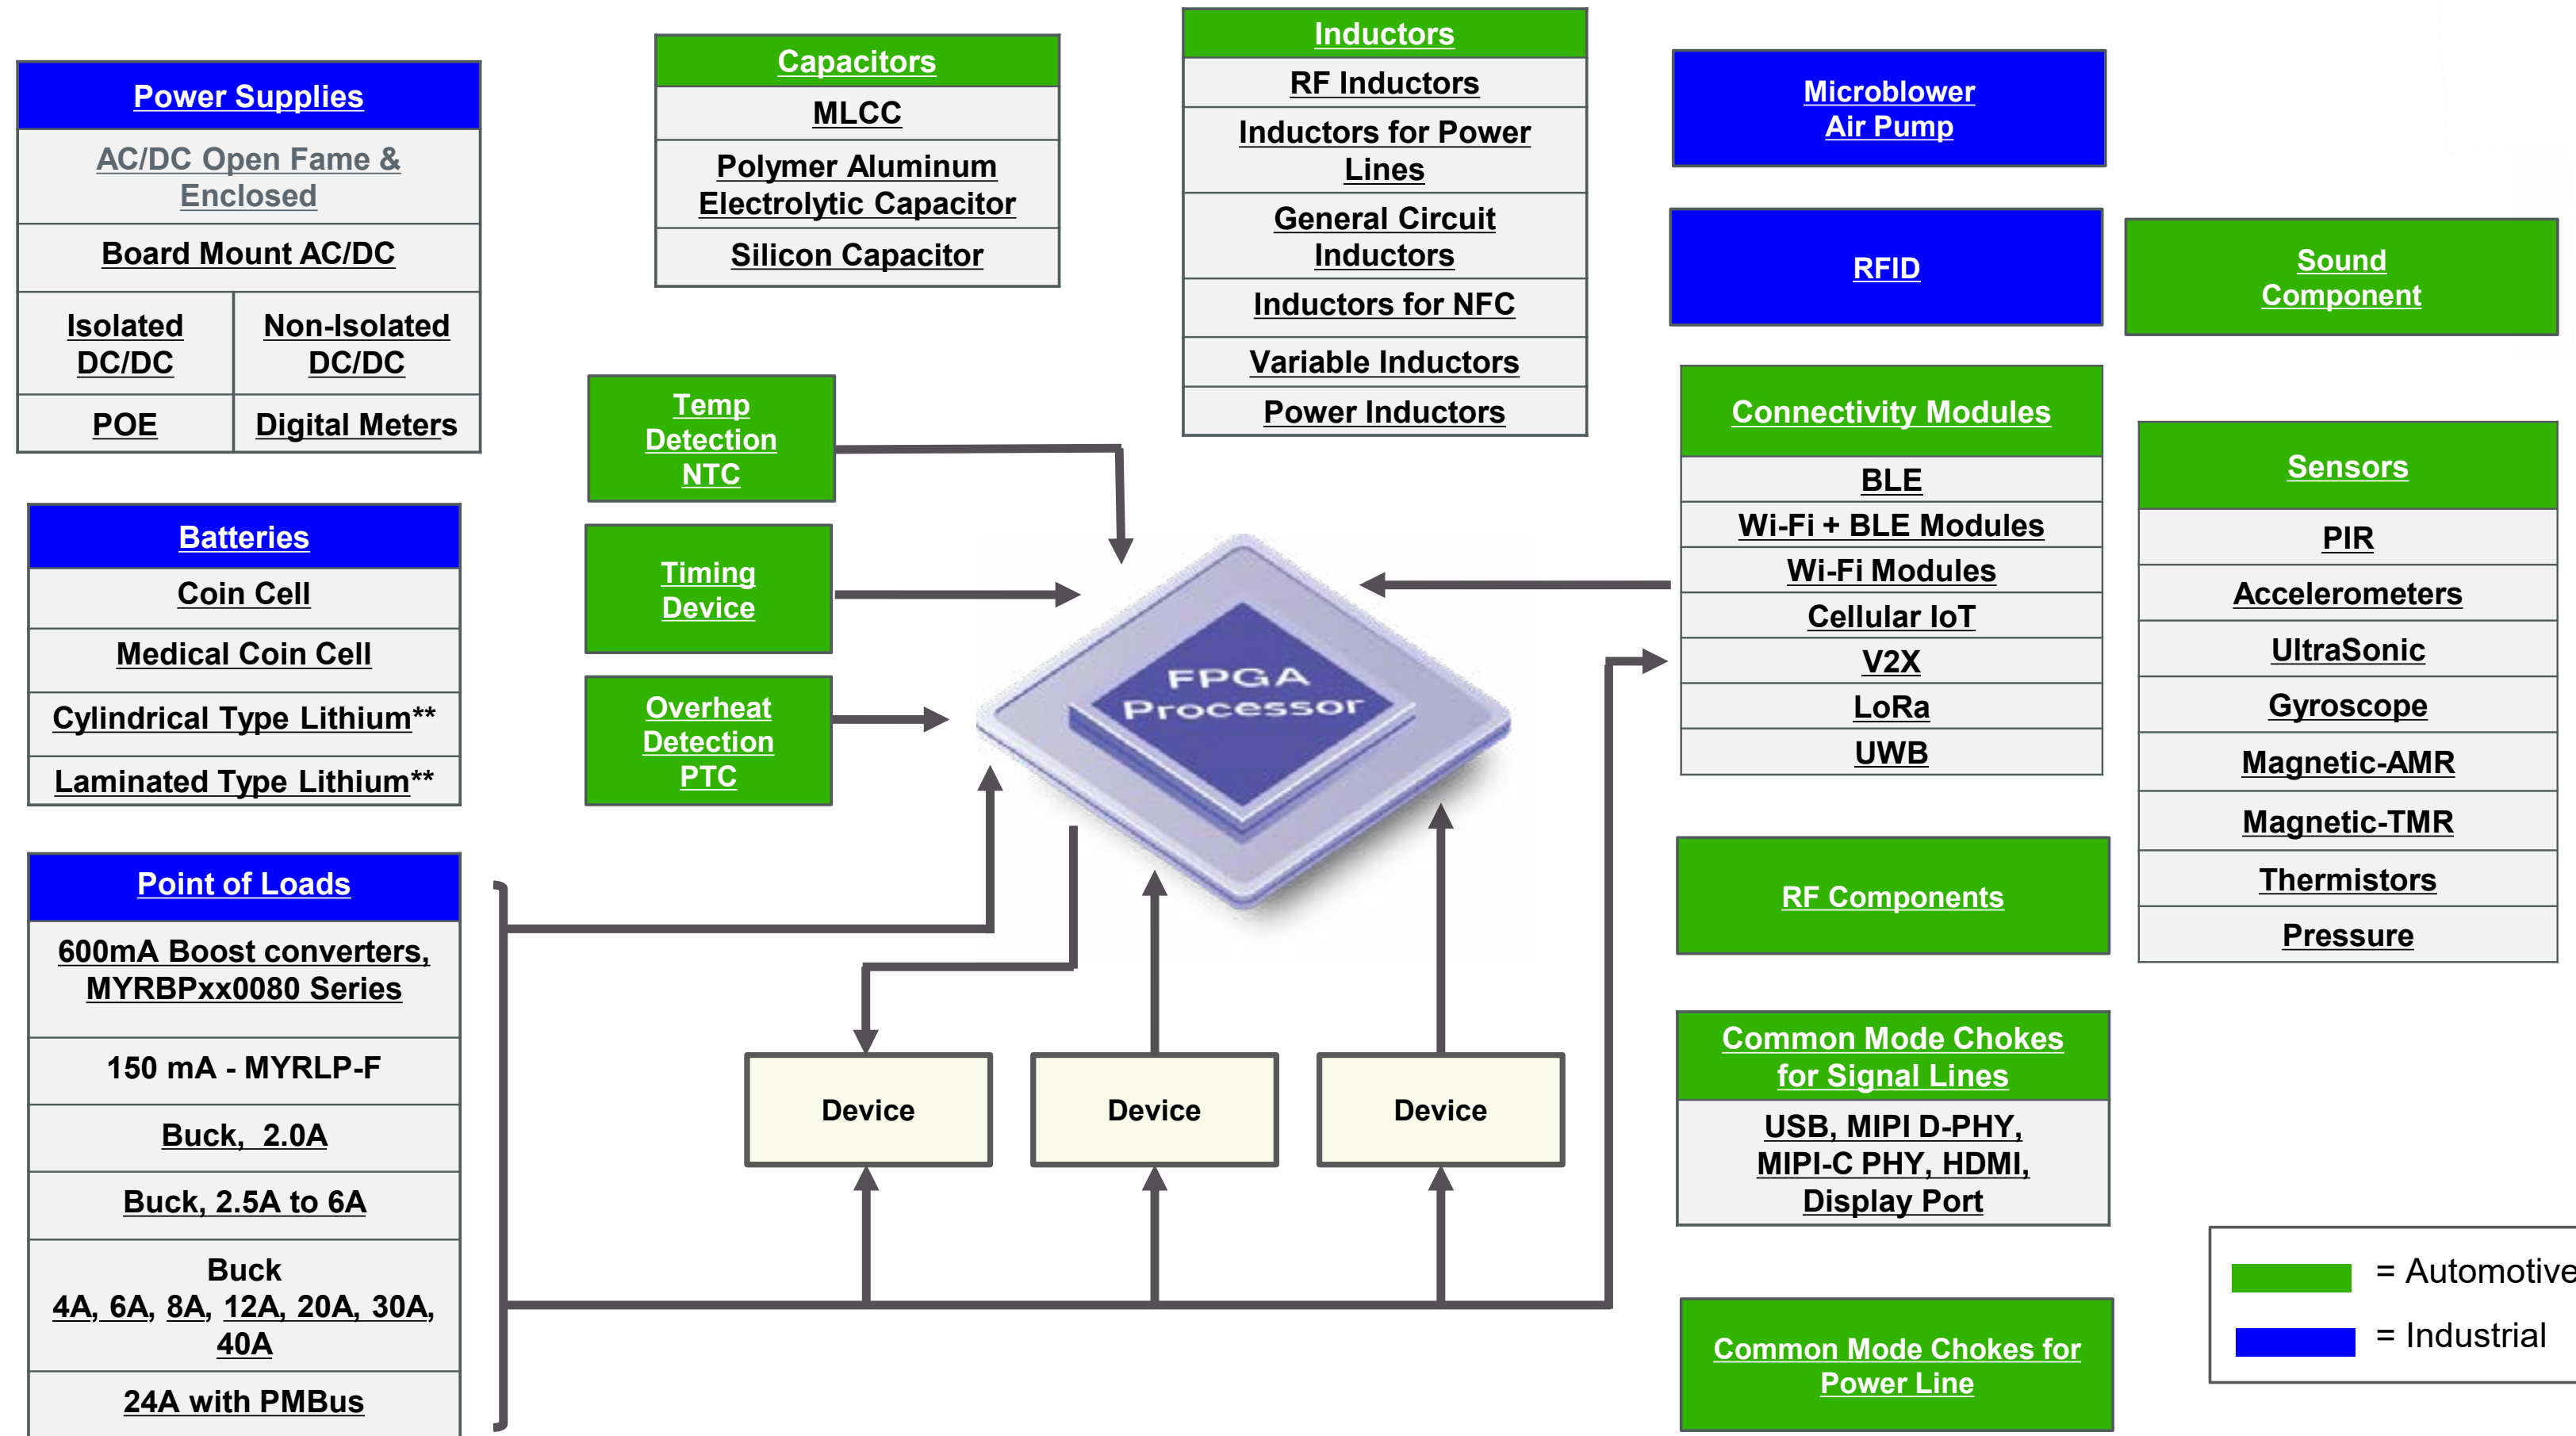 Power Supplies
AC/DC Open Fame &
Enclosed
Board Mount AC/DC
Isolated
DC/DC
Non-Isolated
DC/DC
POE
Digital Meters
Batteries
Coin Cell
Medical Coin Cell
Cylindrical Type Lithium**
Laminated Type Lithium**
Point of Loads
600mA Boost converters,
MYRBPxx0080 Series
150 mA - MYRLP-F
Buck,  2.0A
Buck, 2.5A to 6A
Buck
4A, 6A, 8A, 12A, 20A, 30A,
40A
24A with PMBus
Capacitors
MLCC
Polymer Aluminum
Electrolytic Capacitor
Silicon Capacitor
Temp
Detection
NTC
Timing
Device
Overheat
Detection
PTC
Inductors
RF Inductors
Inductors for Power
Lines
General Circuit
Inductors
Inductors for NFC
Variable Inductors
Power Inductors
FPGA
Processor
Device
Device
Device
Microblower
Air Pump
RFID
Connectivity Modules
BLE
Wi-Fi + BLE Modules
Wi-Fi Modules
Cellular IoT
V2X
LoRa
UWB
RF Components
Common Mode Chokes
for Signal Lines
USB, MIPI D-PHY,
MIPI-C PHY, HDMI,
Display Port
Common Mode Chokes for
Power Line
Sound
Component
Sensors
PIR
Accelerometers
UltraSonic
Gyroscope
Magnetic-AMR
Magnetic-TMR
Thermistors
Pressure
= Automotive
= Industrial